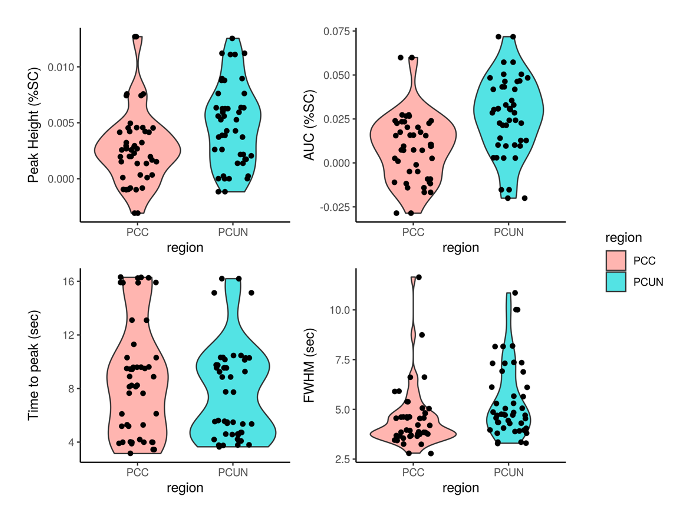 Peak Height (%SC)
0.010
0.005
0.000
PCC
PCUN
region
AUC (%SC)
0.075
0.050
0.025
0.000
-0.025
PCC
PCUN
region
Time to peak (sec)
16
12
8
4
PCC
PCUN
region
FWHM (sec)
10.0
7.5
5.0
2.5
PCC
PCUN
region
region
PCC
PCUN